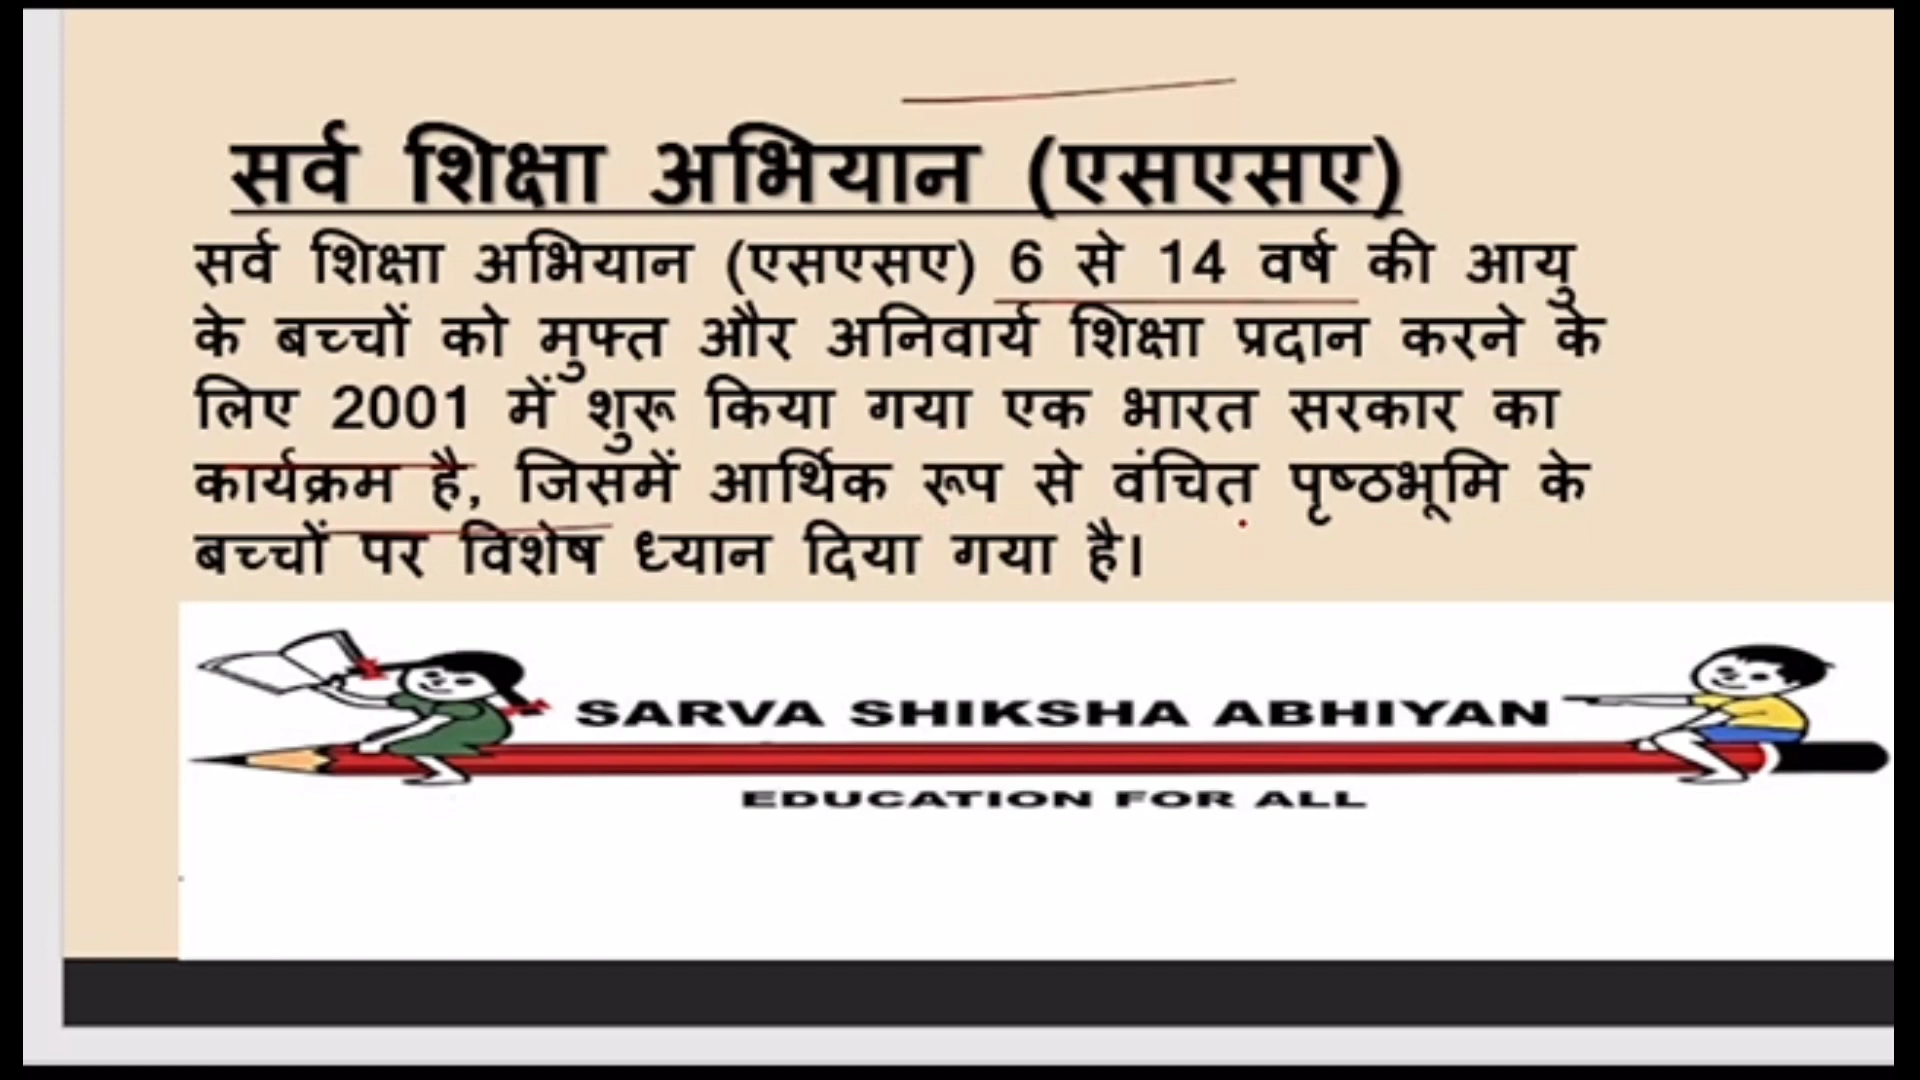 सर्व शिक्षा अभियान (एसएसए)
सर्व शिक्षा अभियान (एसएसए) 6 से 14 वर्ष की आयु
के बच्चों को मुफ्त और अनिवार्य शिक्षा प्रदान करने के
लिए 2001 में शुरू किया गया एक भारत सरकार का
कार्यक्रम है, जिसमें आर्थिक रूप से वंचित पृष्ठभूमि के
बच्चों पर विशेष ध्यान दिया गया है।
SARVA SHIKSHA ABHIYAN
EDUCATION FOR ALL